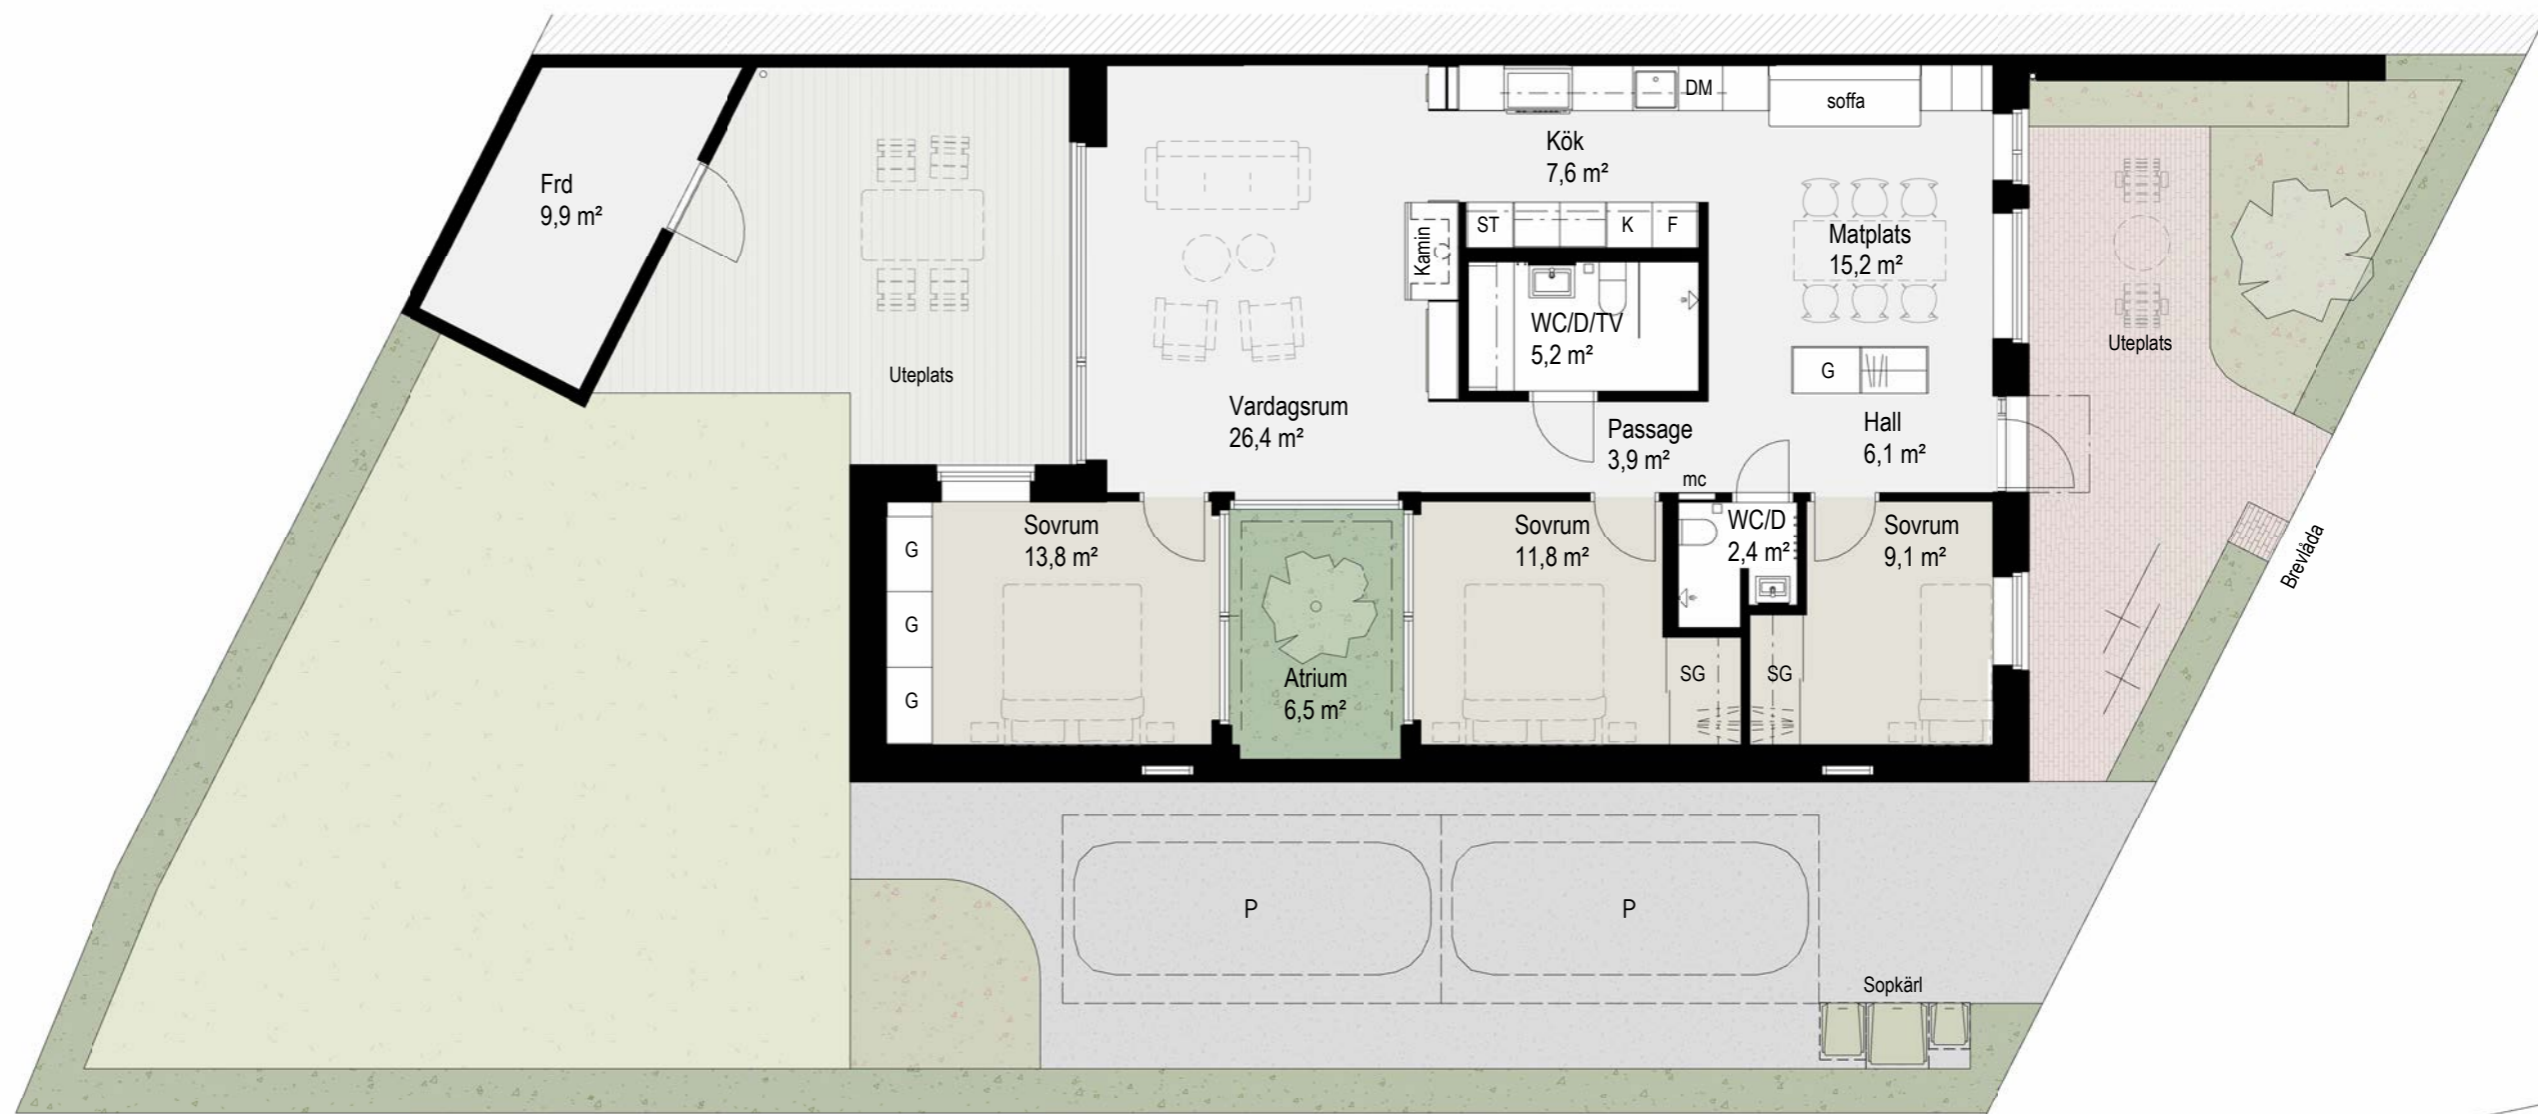 Frd
9,9 m²
Uteplats
Vardagsrum
26,4 m²
Kamin
DM
soffa
Kök
7,6 m²
ST
K
F
WC/D/TV
5,2 m²
Matplats
15,2 m²
G
Passage
3,9 m²
mc
Hall
6,1 m²
Uteplats
Brevlåda
G
G
G
Sovrum
13,8 m²
Atrium
6,5 m²
Sovrum
11,8 m²
SG
WC/D
2,4 m²
SG
Sovrum
9,1 m²
P
P
Sopkärl